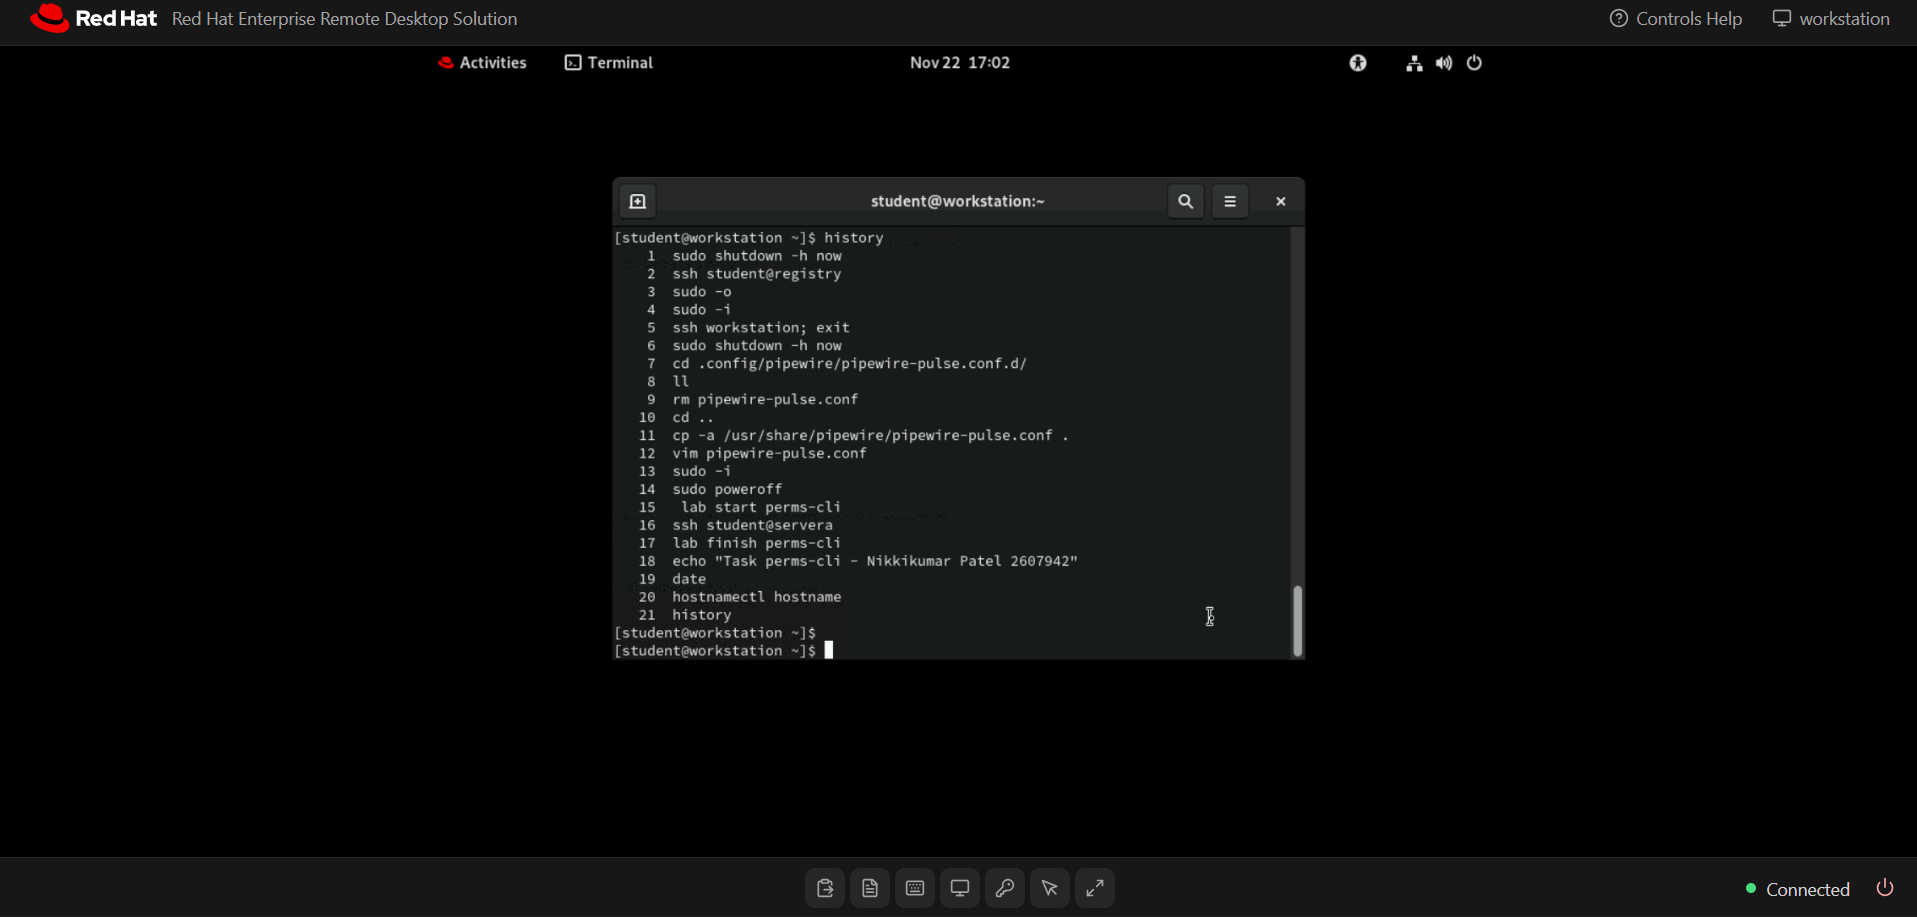 Red Hat Red Hat Enterprise Remote Desktop Solution
Controls Help workstation
Activities Terminal Nov 22 17:02
student@workstation:~
[student@workstation ~]$ history
1 sudo shutdown -h now
2 ssh student@registry
3 sudo -o
4 sudo -i
5 ssh workstation; exit
6 sudo shutdown -h now
7 cd .config/pipewire/pipewire-pulse.conf.d/
8 ll
9 rm pipewire-pulse.conf
10 cd ..
11 cp -a /usr/share/pipewire/pipewire-pulse.conf .
12 vim pipewire-pulse.conf
13 sudo -i
14 sudo poweroff
15 lab start perms-cli
16 ssh student@servera
17 lab finish perms-cli
18 echo "Task perms-cli - Nikkikumar Patel 2607942"
19 date
20 hostnamectl hostname
21 history
[student@workstation ~]$
[student@workstation ~]$
Connected